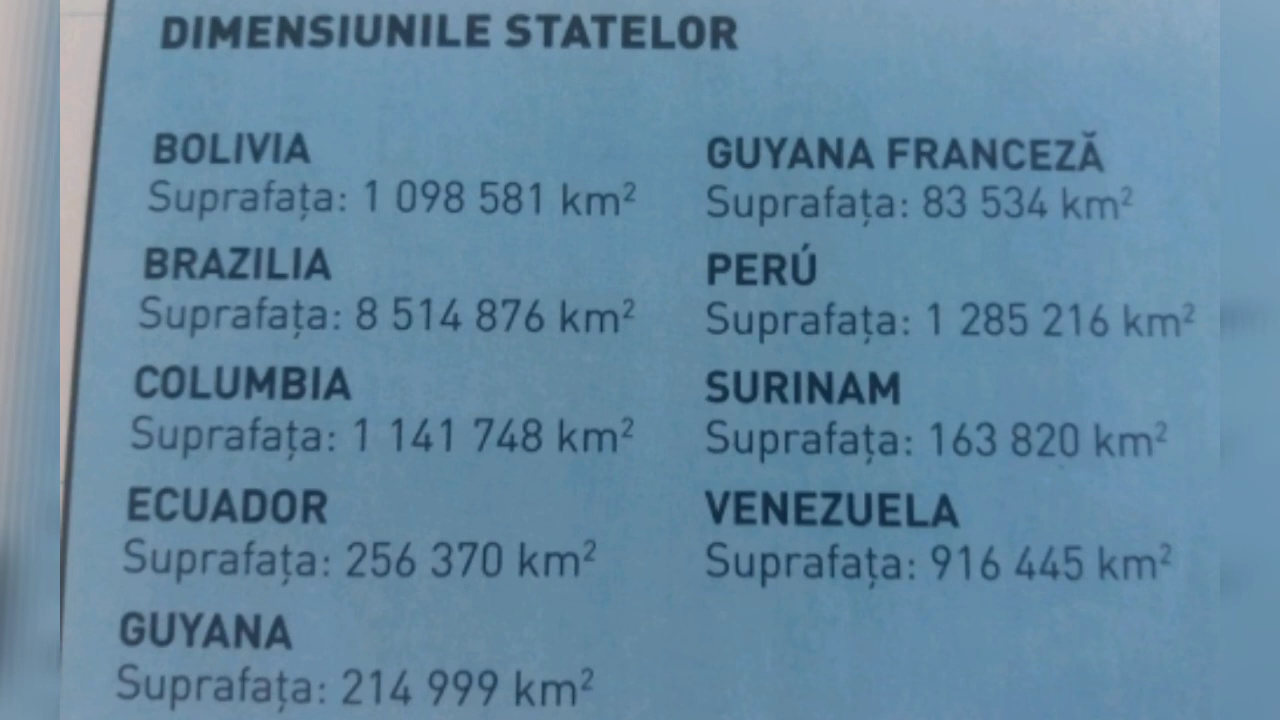 DIMENSIUNILE STATELOR
BOLIVIA
Suprafața: 1 098 581 km²
BRAZILIA
Suprafața: 8 514 876 km²
COLUMBIA
Suprafața: 1 141 748 km²
ECUADOR
Suprafața: 256 370 km²
GUYANA
Suprafața: 214 999 km²
GUYANA FRANCEZĂ
Suprafața: 83 534 km²
PERÚ
Suprafața: 1 285 216 km²
SURINAM
Suprafața: 163 820 km²
VENEZUELA
Suprafața: 916 445 km²